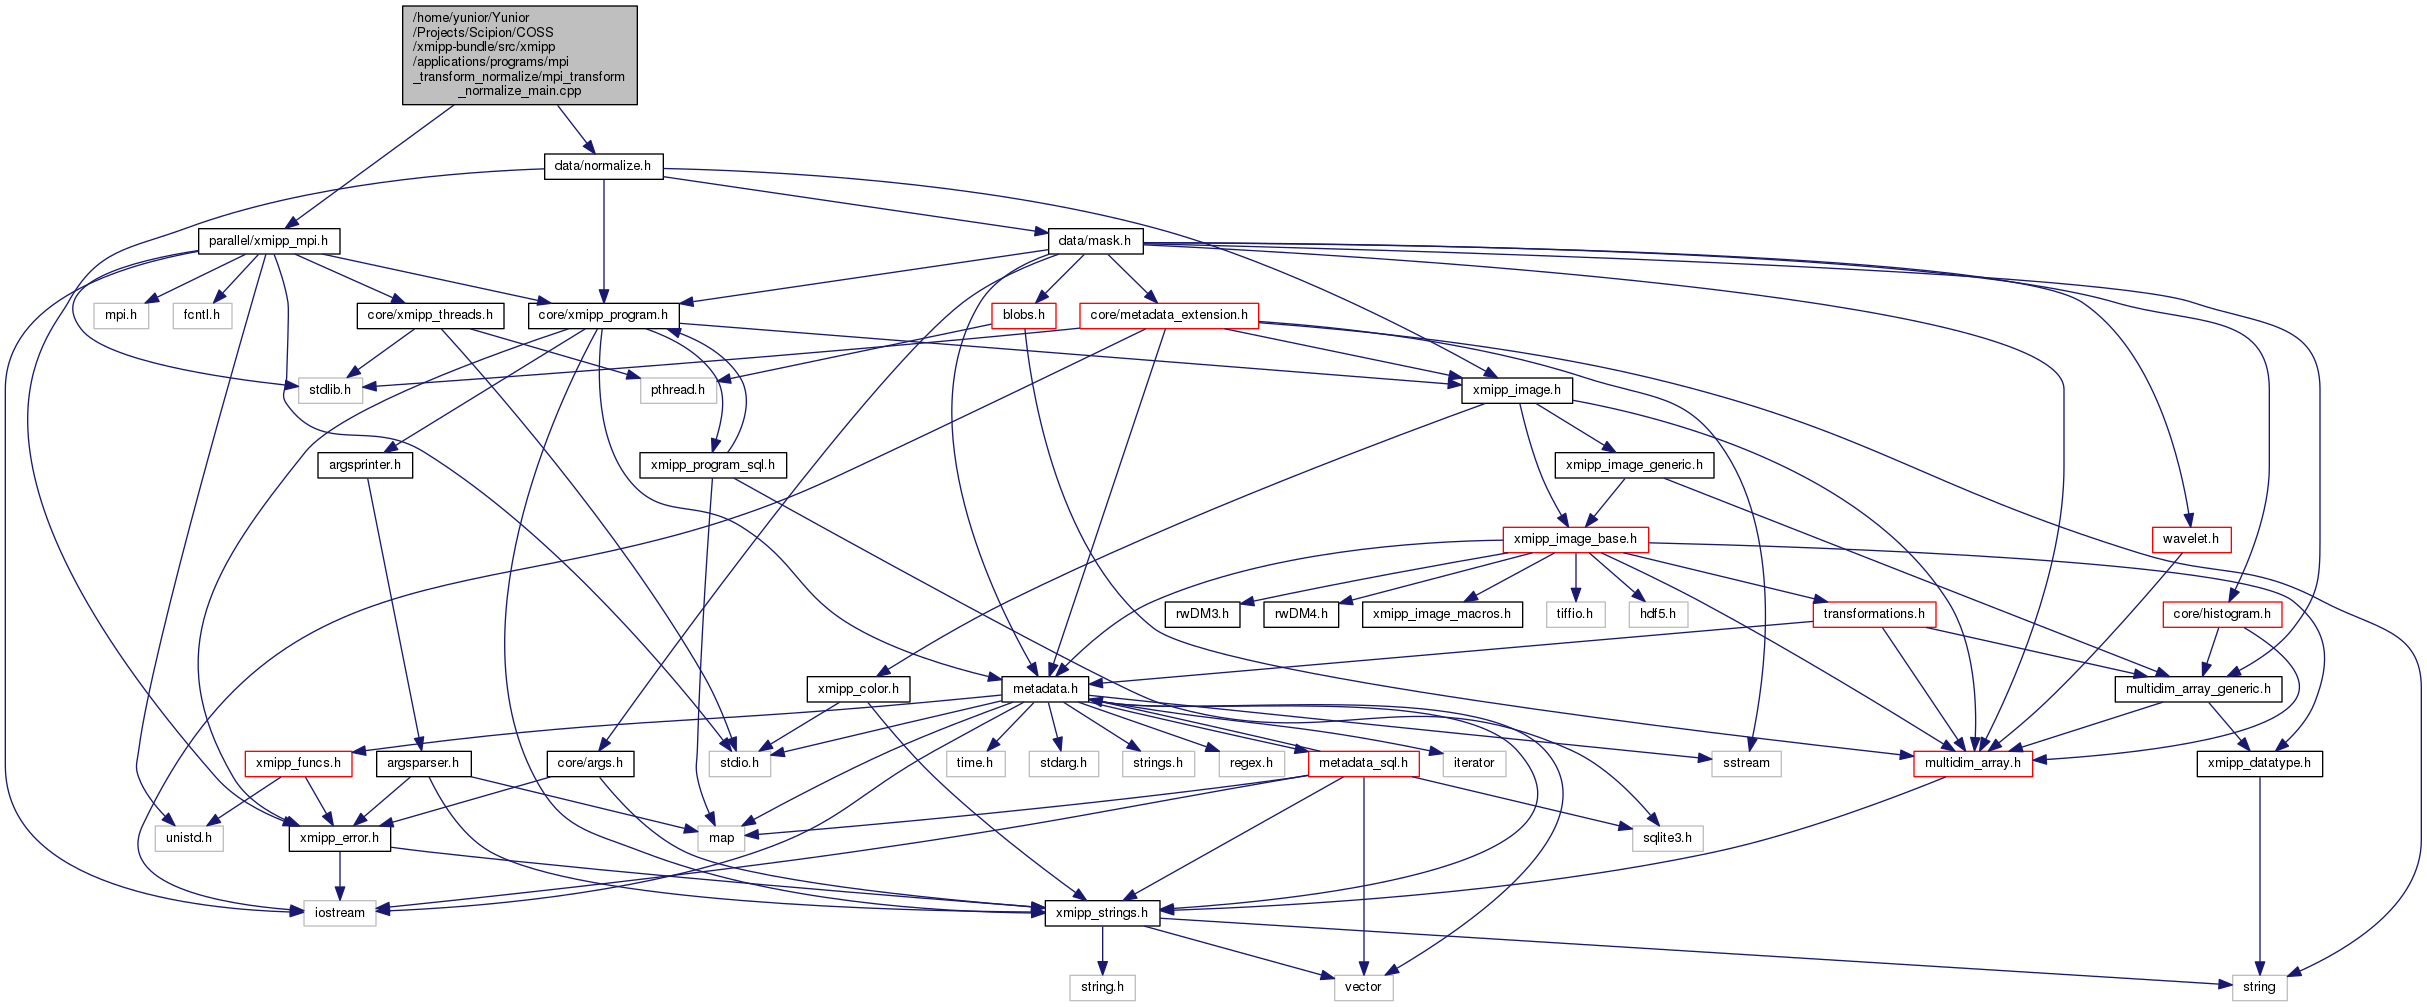 /home/yunior/Yunior
/Projects/Scipion/COSS
/xmipp-bundle/src/xmipp
/applications/programs/mpi
_transform_normalize/mpi_transform
_normalize_main.cpp
data/normalize.h
parallel/xmipp_mpi.h
data/mask.h
mpi.h
fcntl.h
core/xmipp_threads.h
core/xmipp_program.h
blobs.h
core/metadata_extension.h
stdlib.h
pthread.h
xmipp_image.h
argsprinter.h
xmipp_program_sql.h
xmipp_image_generic.h
xmipp_image_base.h
wavelet.h
rwDM3.h
rwDM4.h
xmipp_image_macros.h
tiffio.h
hdf5.h
transformations.h
core/histogram.h
xmipp_color.h
metadata.h
multidim_array_generic.h
xmipp_funcs.h
argsparser.h
core/args.h
stdio.h
time.h
stdarg.h
strings.h
regex.h
metadata_sql.h
iterator
sstream
multidim_array.h
xmipp_datatype.h
unistd.h
xmipp_error.h
map
sqlite3.h
iostream
xmipp_strings.h
string.h
vector
string